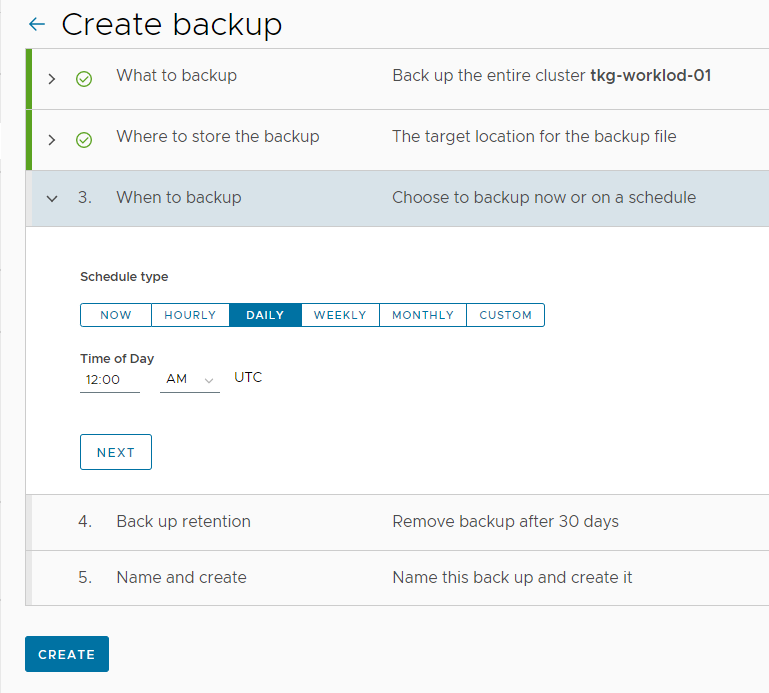 Create backup
What to backup Back up the entire cluster tkg-worklod-01
Where to store the backup The target location for the backup file
3. When to backup Choose to backup now or on a schedule
Schedule type
NOW HOURLY DAILY WEEKLY MONTHLY CUSTOM
Time of Day
12:00 AM UTC
NEXT
4. Back up retention Remove backup after 30 days
5. Name and create Name this back up and create it
CREATE